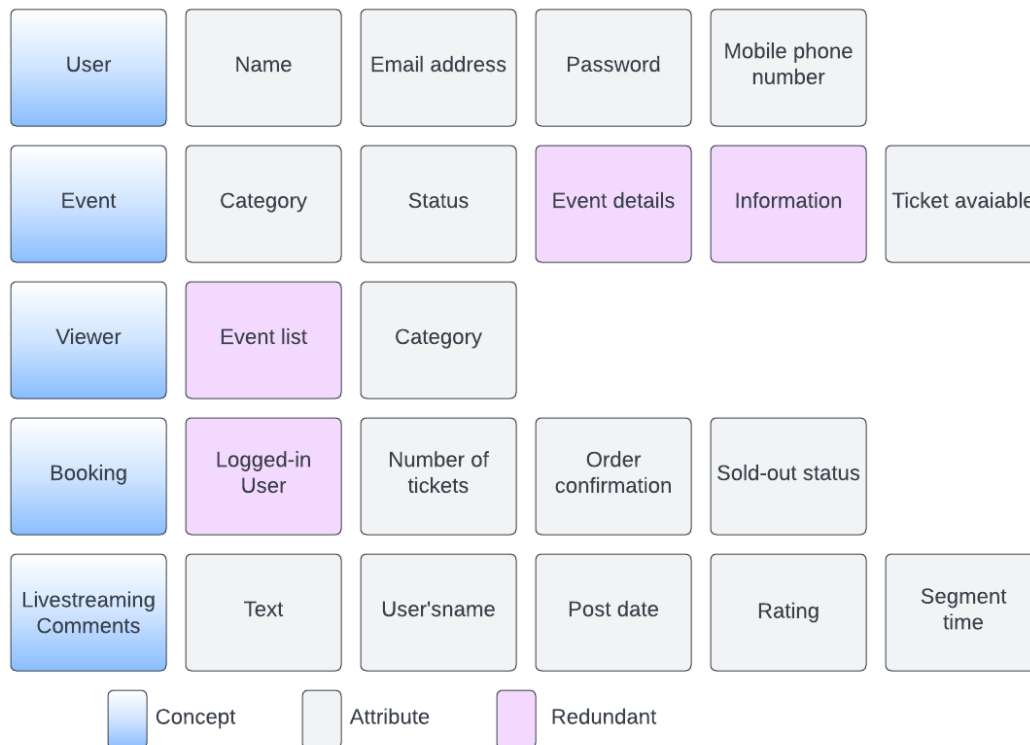 User
Name
Email address
Password
Mobile phone
number
Event
Category
Status
Event details
Information
Ticket avaiable
Viewer
Event list
Category
Booking
Logged-in
User
Number of
tickets
Order
confirmation
Sold-out status
Livestreaming
Comments
Text
User'sname
Post date
Rating
Segment
time
Concept
Attribute
Redundant